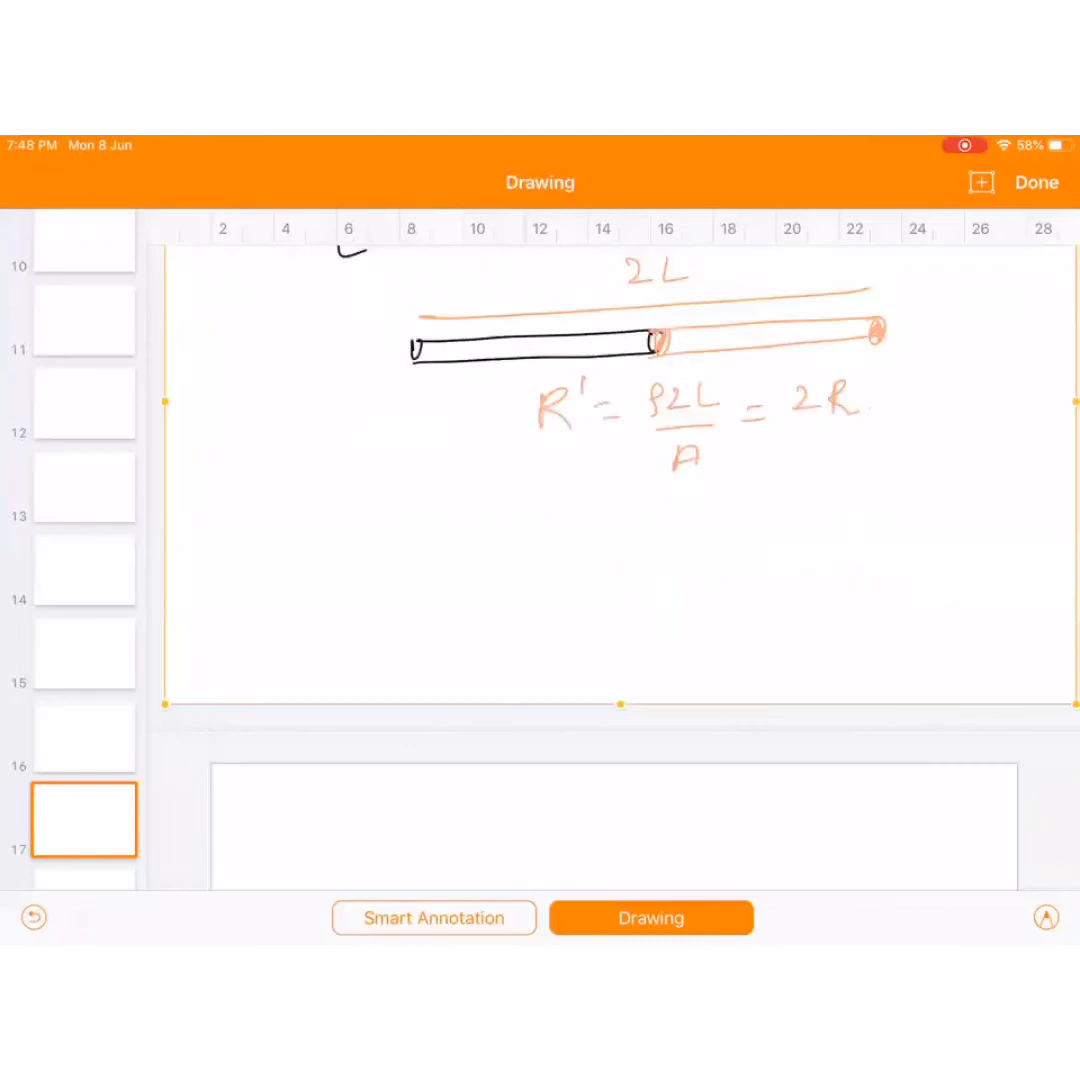 7:48 PM Mon 8 Jun 58%
Drawing
Done
2 4 6 8 10 12 14 16 18 20 22 24 26 28
2L
R' = ρ2L/A = 2R.
10
11
12
13
14
15
16
17
Smart Annotation
Drawing